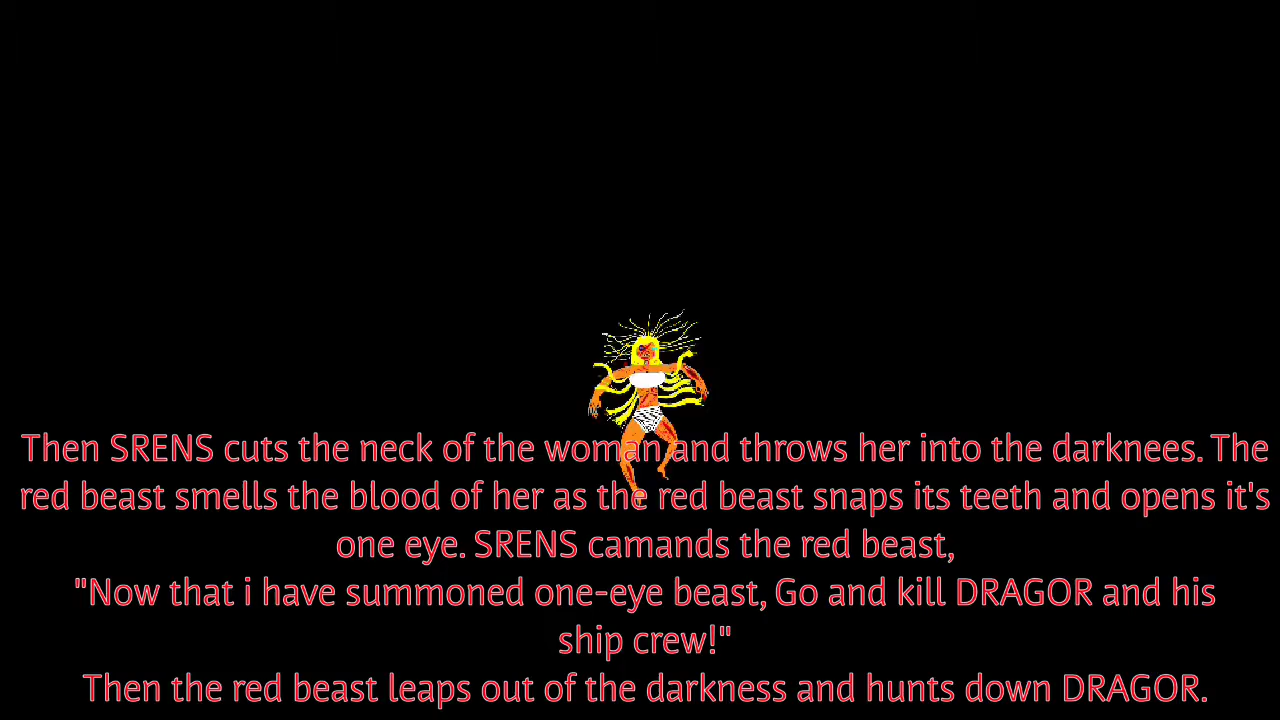 Then SRENS cuts the neck of the woman and throws her into the darknees. The
red beast smells the blood of her as the red beast snaps its teeth and opens it's
one eye. SRENS camands the red beast,
"Now that i have summoned one-eye beast, Go and kill DRAGOR and his
ship crew!"
Then the red beast leaps out of the darkness and hunts down DRAGOR.